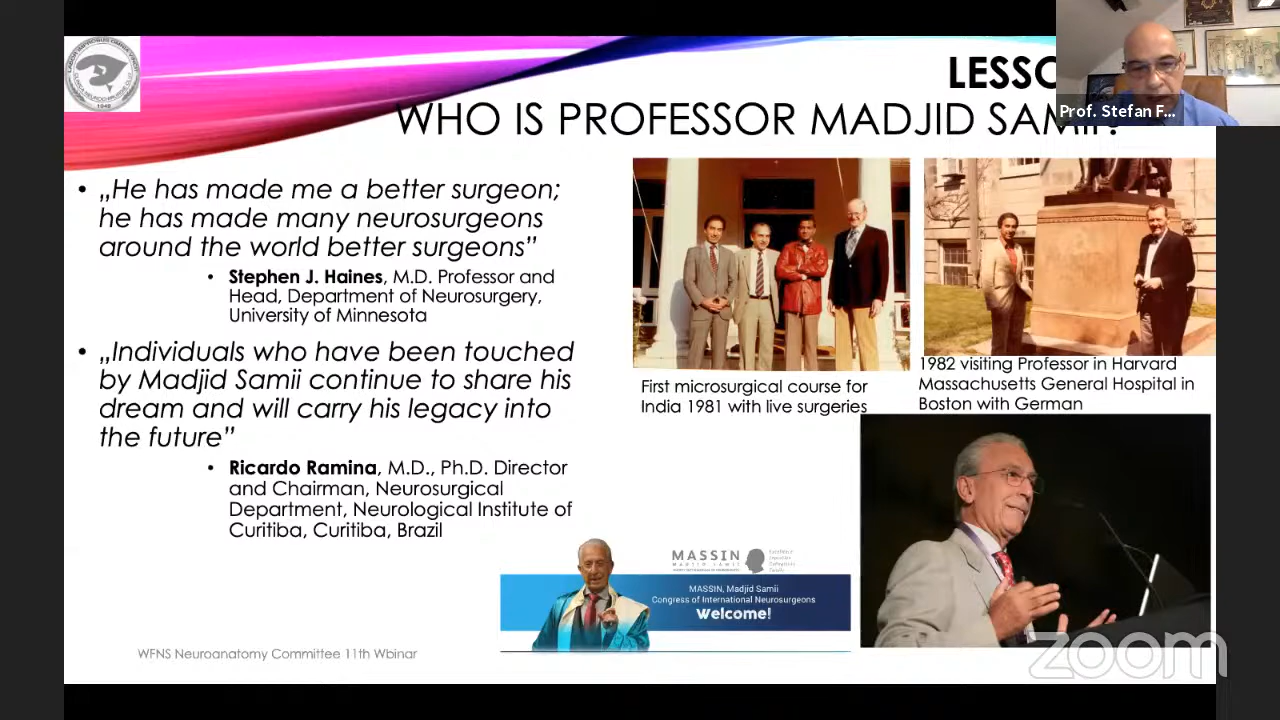 LESSO
WHO IS PROFESSOR MADJID SAMII?
Prof. Stefan F...
• „He has made me a better surgeon;
he has made many neurosurgeons
around the world better surgeons”
• Stephen J. Haines, M.D. Professor and
Head, Department of Neurosurgery,
University of Minnesota
• „Individuals who have been touched
by Madjid Samii continue to share his
dream and will carry his legacy into
the future”
• Ricardo Ramina, M.D., Ph.D. Director
and Chairman, Neurosurgical
Department, Neurological Institute of
Curitiba, Curitiba, Brazil
First microsurgical course for
India 1981 with live surgeries
1982 visiting Professor in Harvard
Massachusetts General Hospital in
Boston with German
MASSIN
MADJID SAMII
MASSIN, Madjid Samii
Congress of International Neurosurgeons
Welcome!
WFNS Neuroanatomy Committee 11th Wbinar
zoom